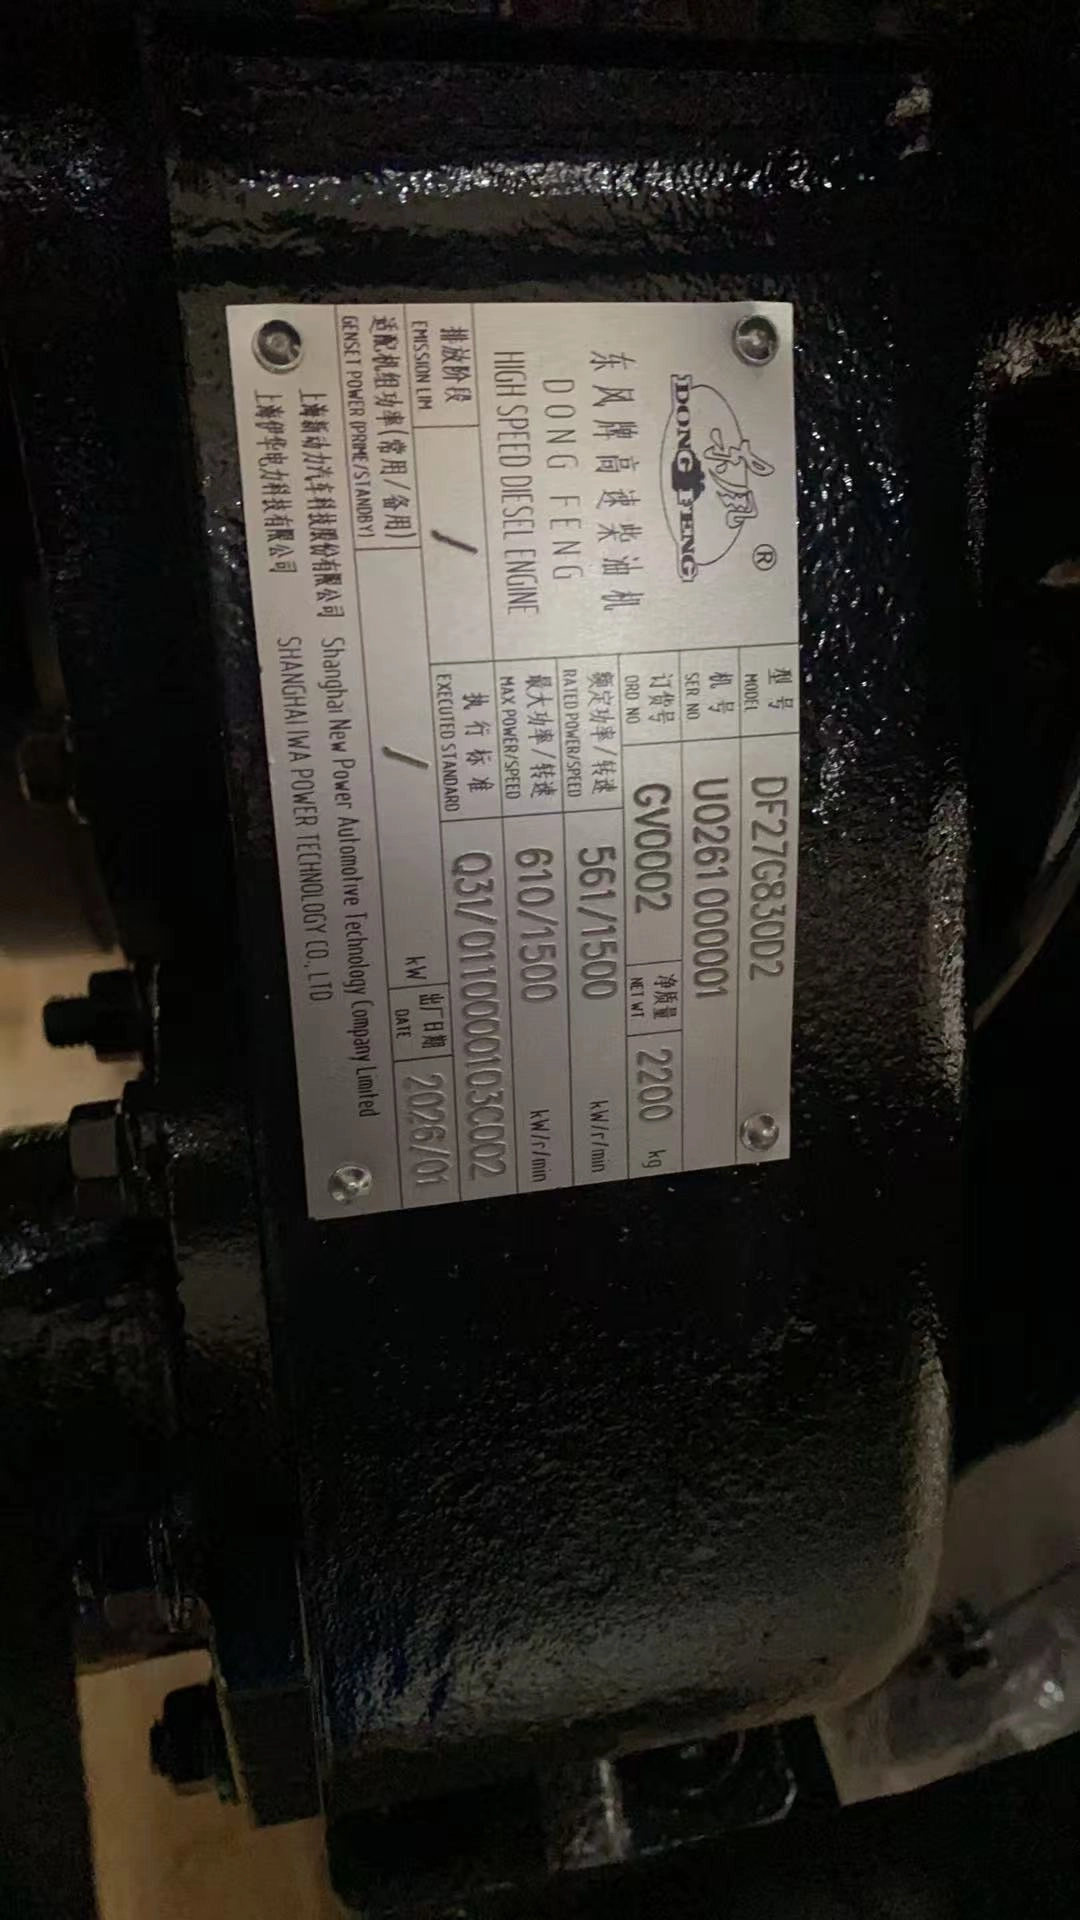 东风
®
DONG FENG
东风牌高速柴油机
DONG FENG
HIGH SPEED DIESEL ENGINE
型号 DF27G830D2
MODEL
机号 U026100001
SER NO
订货号 GV0002 净质量 2200 kg
ORD NO NET WT
额定功率/转速 561/1500 kW/r/min
RATED POWER/SPEED
最大功率/转速 610/1500 kW/r/min
MAX POWER/SPEED
排放阶段 / 执行标准 Q31/0110000103C002
EMISSION LIM EXECUTED STANDARD
适配机组功率(常用/备用) / kW 出厂日期 2026/01
GENSET POWER (PRIME/STANDBY) DATE
上海新动力汽车科技股份有限公司 Shanghai New Power Automotive Technology Company Limited
上海伊华电力科技有限公司 SHANGHAI IWA POWER TECHNOLOGY CO., LTD